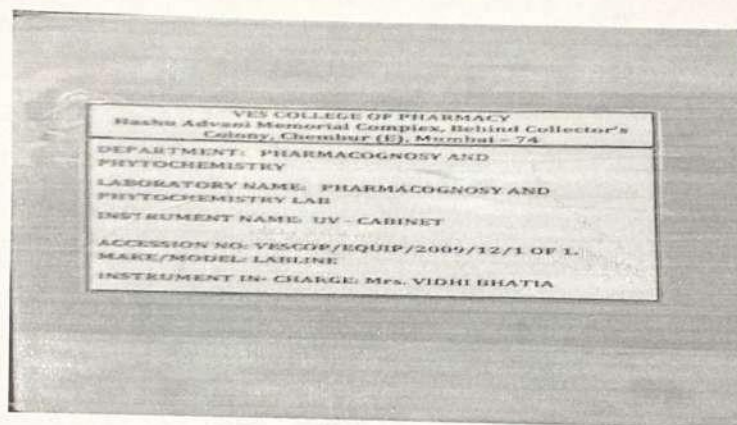 VES COLLEGE OF PHARMACY
Hashu Advani Memorial Complex, Behind Collector's
Colony, Chembur (E), Mumbai – 74
DEPARTMENT: PHARMACOGNOSY AND
PHYTOCHEMISTRY
LABORATORY NAME: PHARMACOGNOSY AND
PHYTOCHEMISTRY LAB
INSTRUMENT NAME: UV - CABINET
ACCESSION NO: VESCOP/EQUIP/2009/12/1 OF 1-
MAKE/MODEL: LABLINE
INSTRUMENT IN- CHARGE: Mrs. VIDHI BHATIA